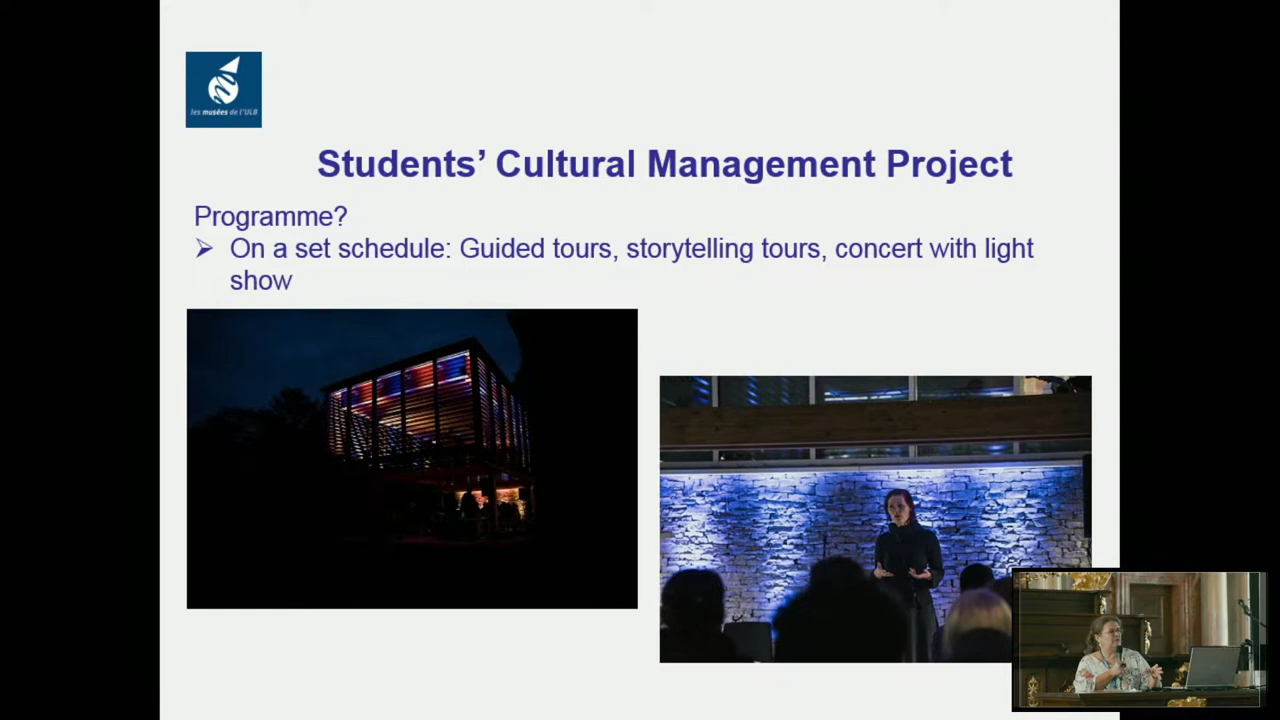 les musées de l'ULB
Students’ Cultural Management Project
Programme?
On a set schedule: Guided tours, storytelling tours, concert with light
show